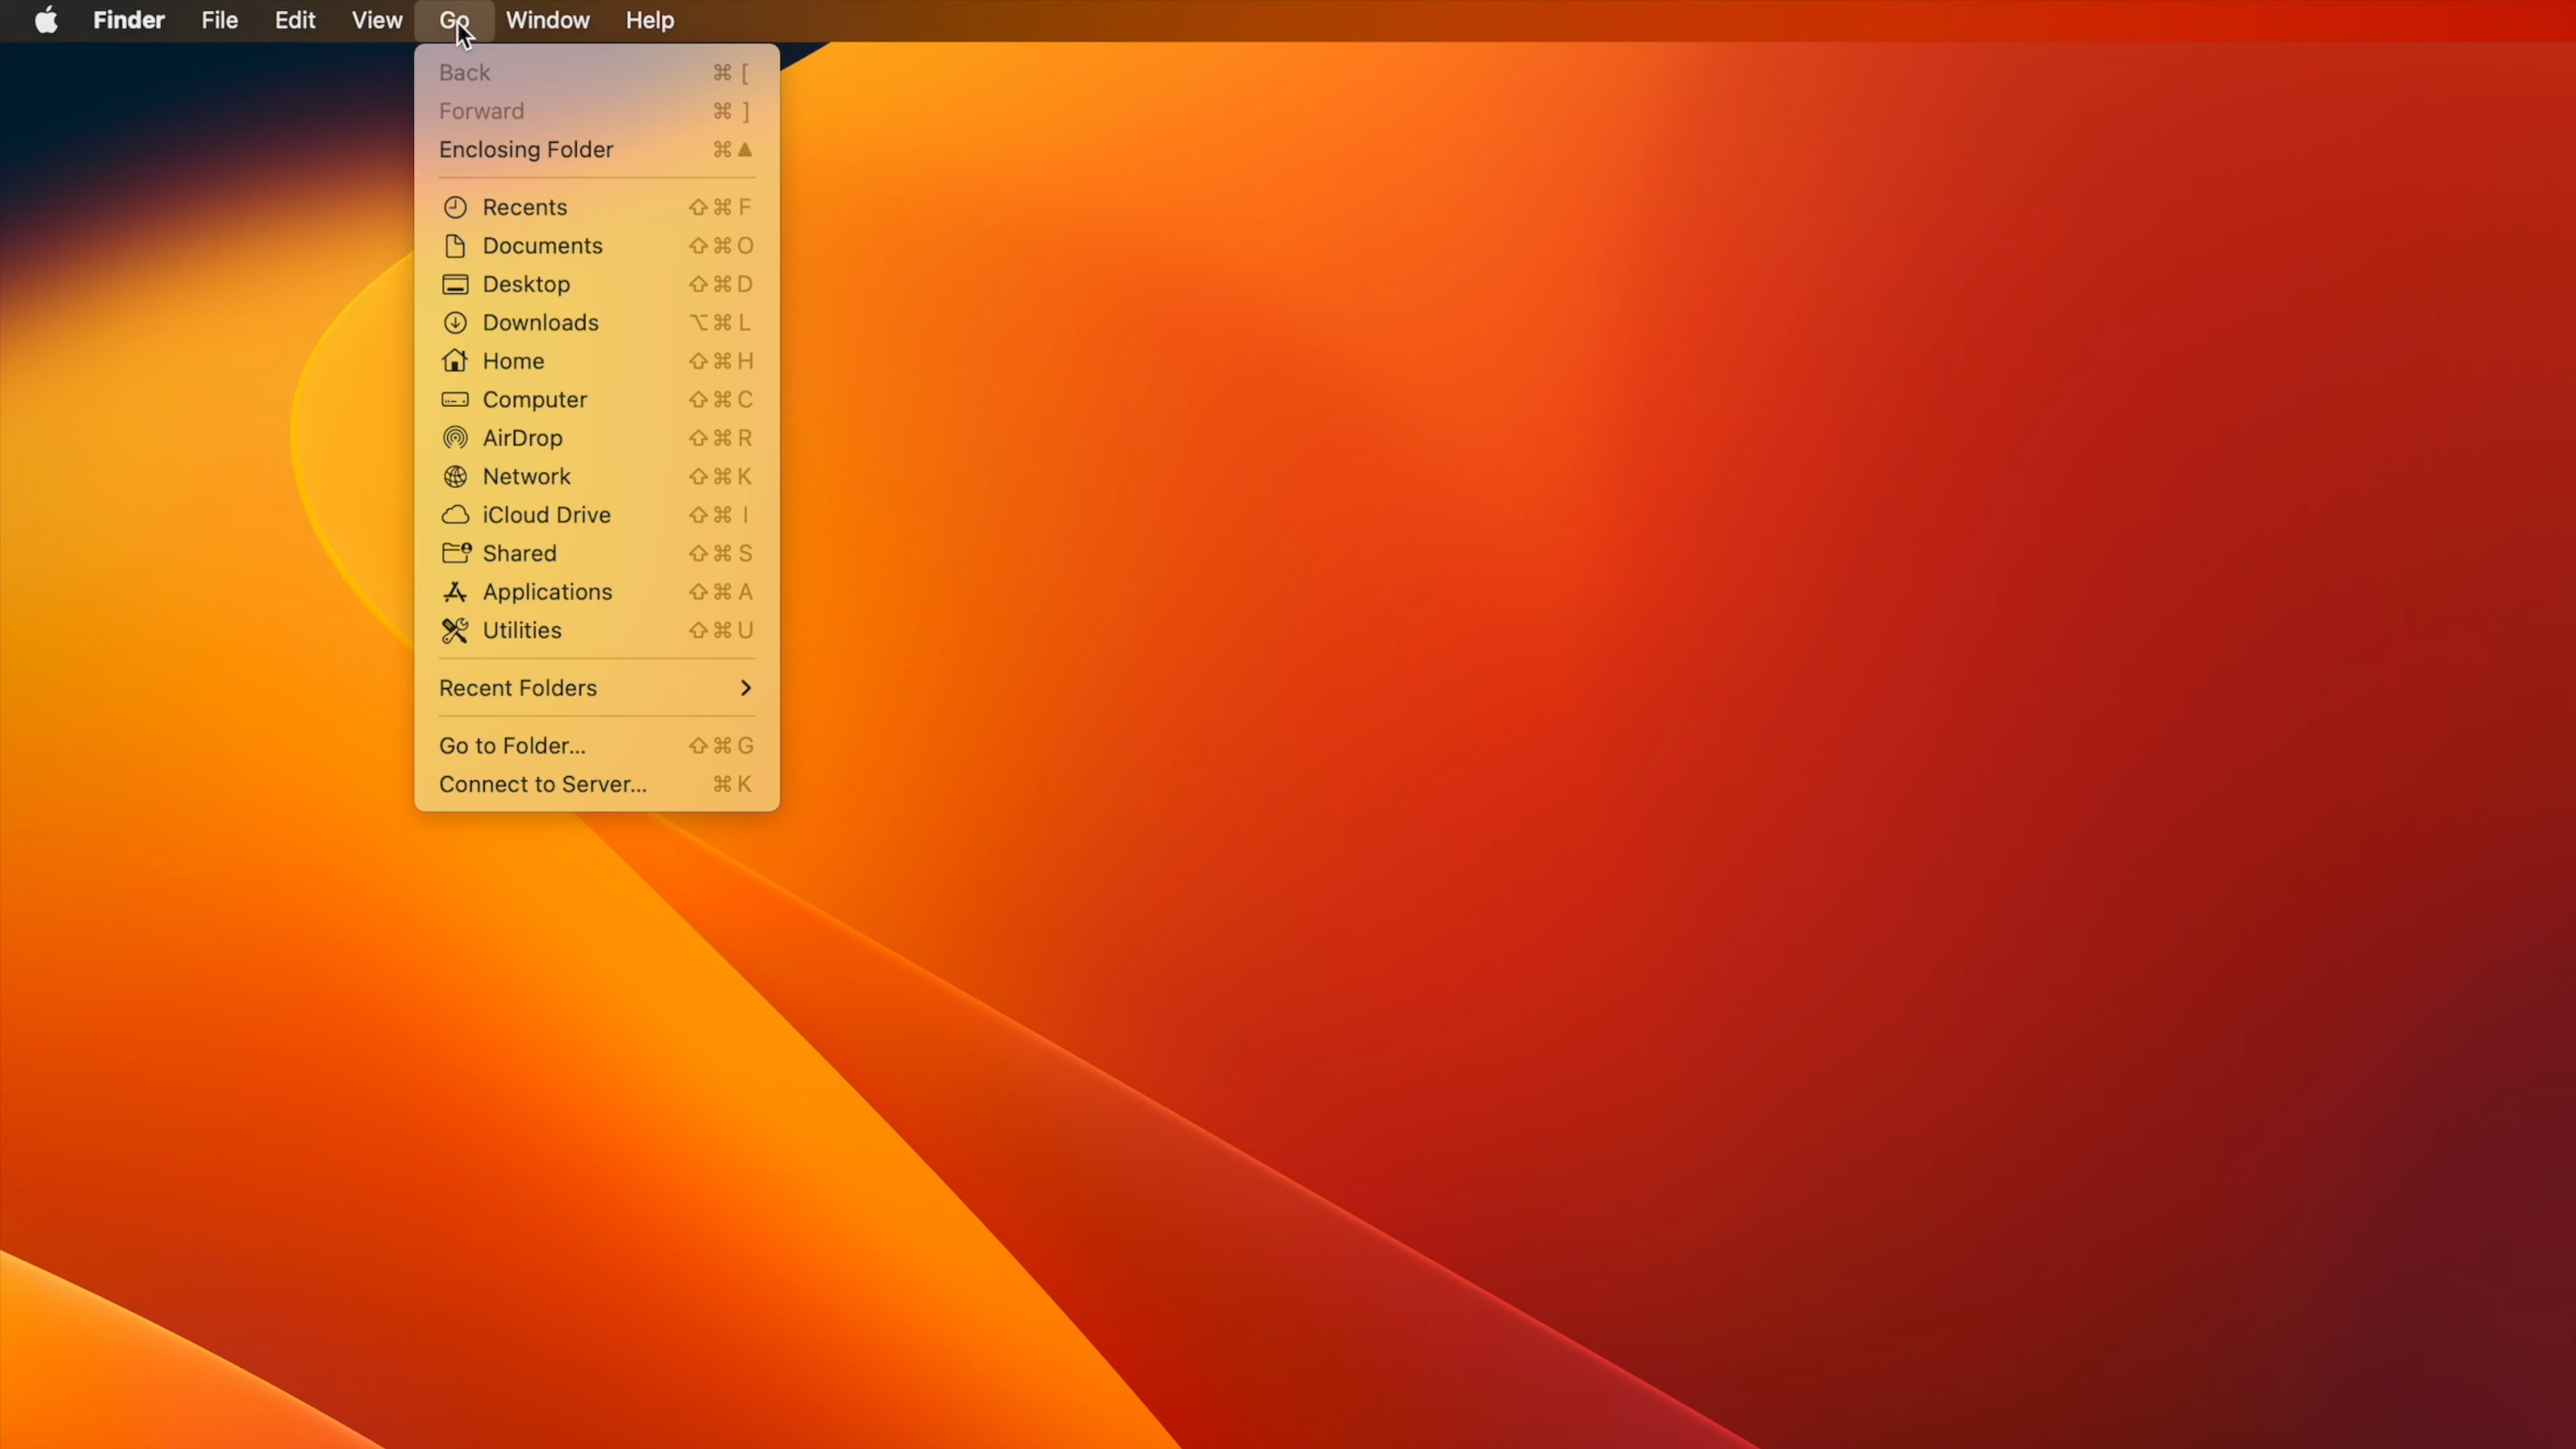 Finder File Edit View Go Window Help
Back ⌘ [
Forward ⌘ ]
Enclosing Folder ⌘ ▲
Recents ⇧ ⌘ F
Documents ⇧ ⌘ O
Desktop ⇧ ⌘ D
Downloads ⌥ ⌘ L
Home ⇧ ⌘ H
Computer ⇧ ⌘ C
AirDrop ⇧ ⌘ R
Network ⇧ ⌘ K
iCloud Drive ⇧ ⌘ I
Shared ⇧ ⌘ S
Applications ⇧ ⌘ A
Utilities ⇧ ⌘ U
Recent Folders >
Go to Folder... ⇧ ⌘ G
Connect to Server... ⌘ K